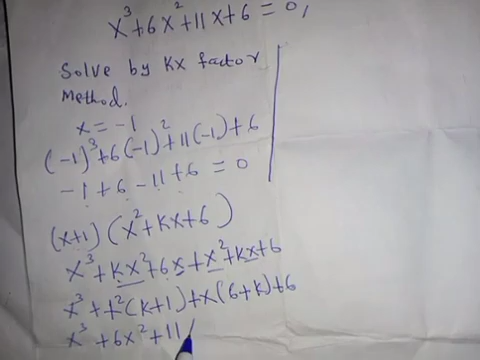 x³+6x²+11x+6=0,
Solve by Kx factor
Method.
x=-1
(-1)³+6(-1)²+11(-1)+6
-1+6-11+6=0
(x+1)(x²+Kx+6)
x³+Kx²+6x+x²+Kx+6
x³+x²(K+1)+x(6+K)+6
x³+6x²+11